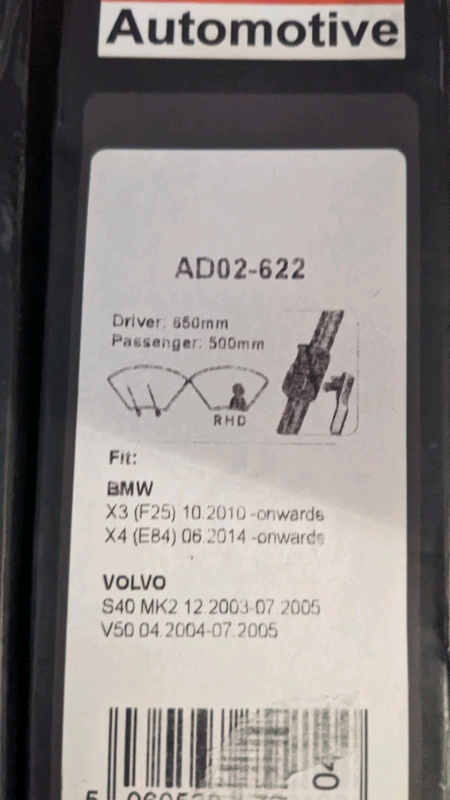 Automotive
AD02-622
Driver: 650mm
Passenger: 500mm
RHD
Fit:
BMW
X3 (F25) 10.2010 -onwards
X4 (E84) 06.2014 -onwards
VOLVO
S40 MK2 12.2003-07.2005
V50 04.2004-07.2005
04